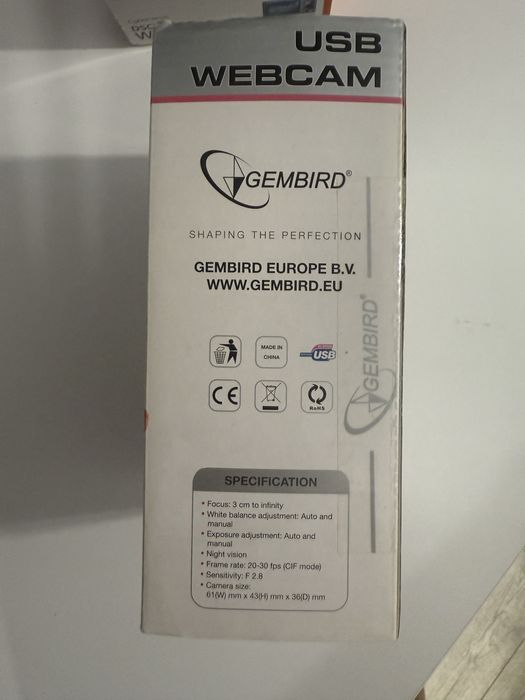 DSC
W
USB
WEBCAM
GEMBIRD®
SHAPING THE PERFECTION
GEMBIRD EUROPE B.V.
WWW.GEMBIRD.EU
MADE IN
CHINA
USB
CE
RoHS
GEMBIRD®
SPECIFICATION
• Focus: 3 cm to infinity
• White balance adjustment: Auto and
manual
• Exposure adjustment: Auto and
manual
• Night vision
• Frame rate: 20-30 fps (CIF mode)
• Sensitivity: F 2.8
• Camera size:
61(W) mm x 43(H) mm x 36(D) mm